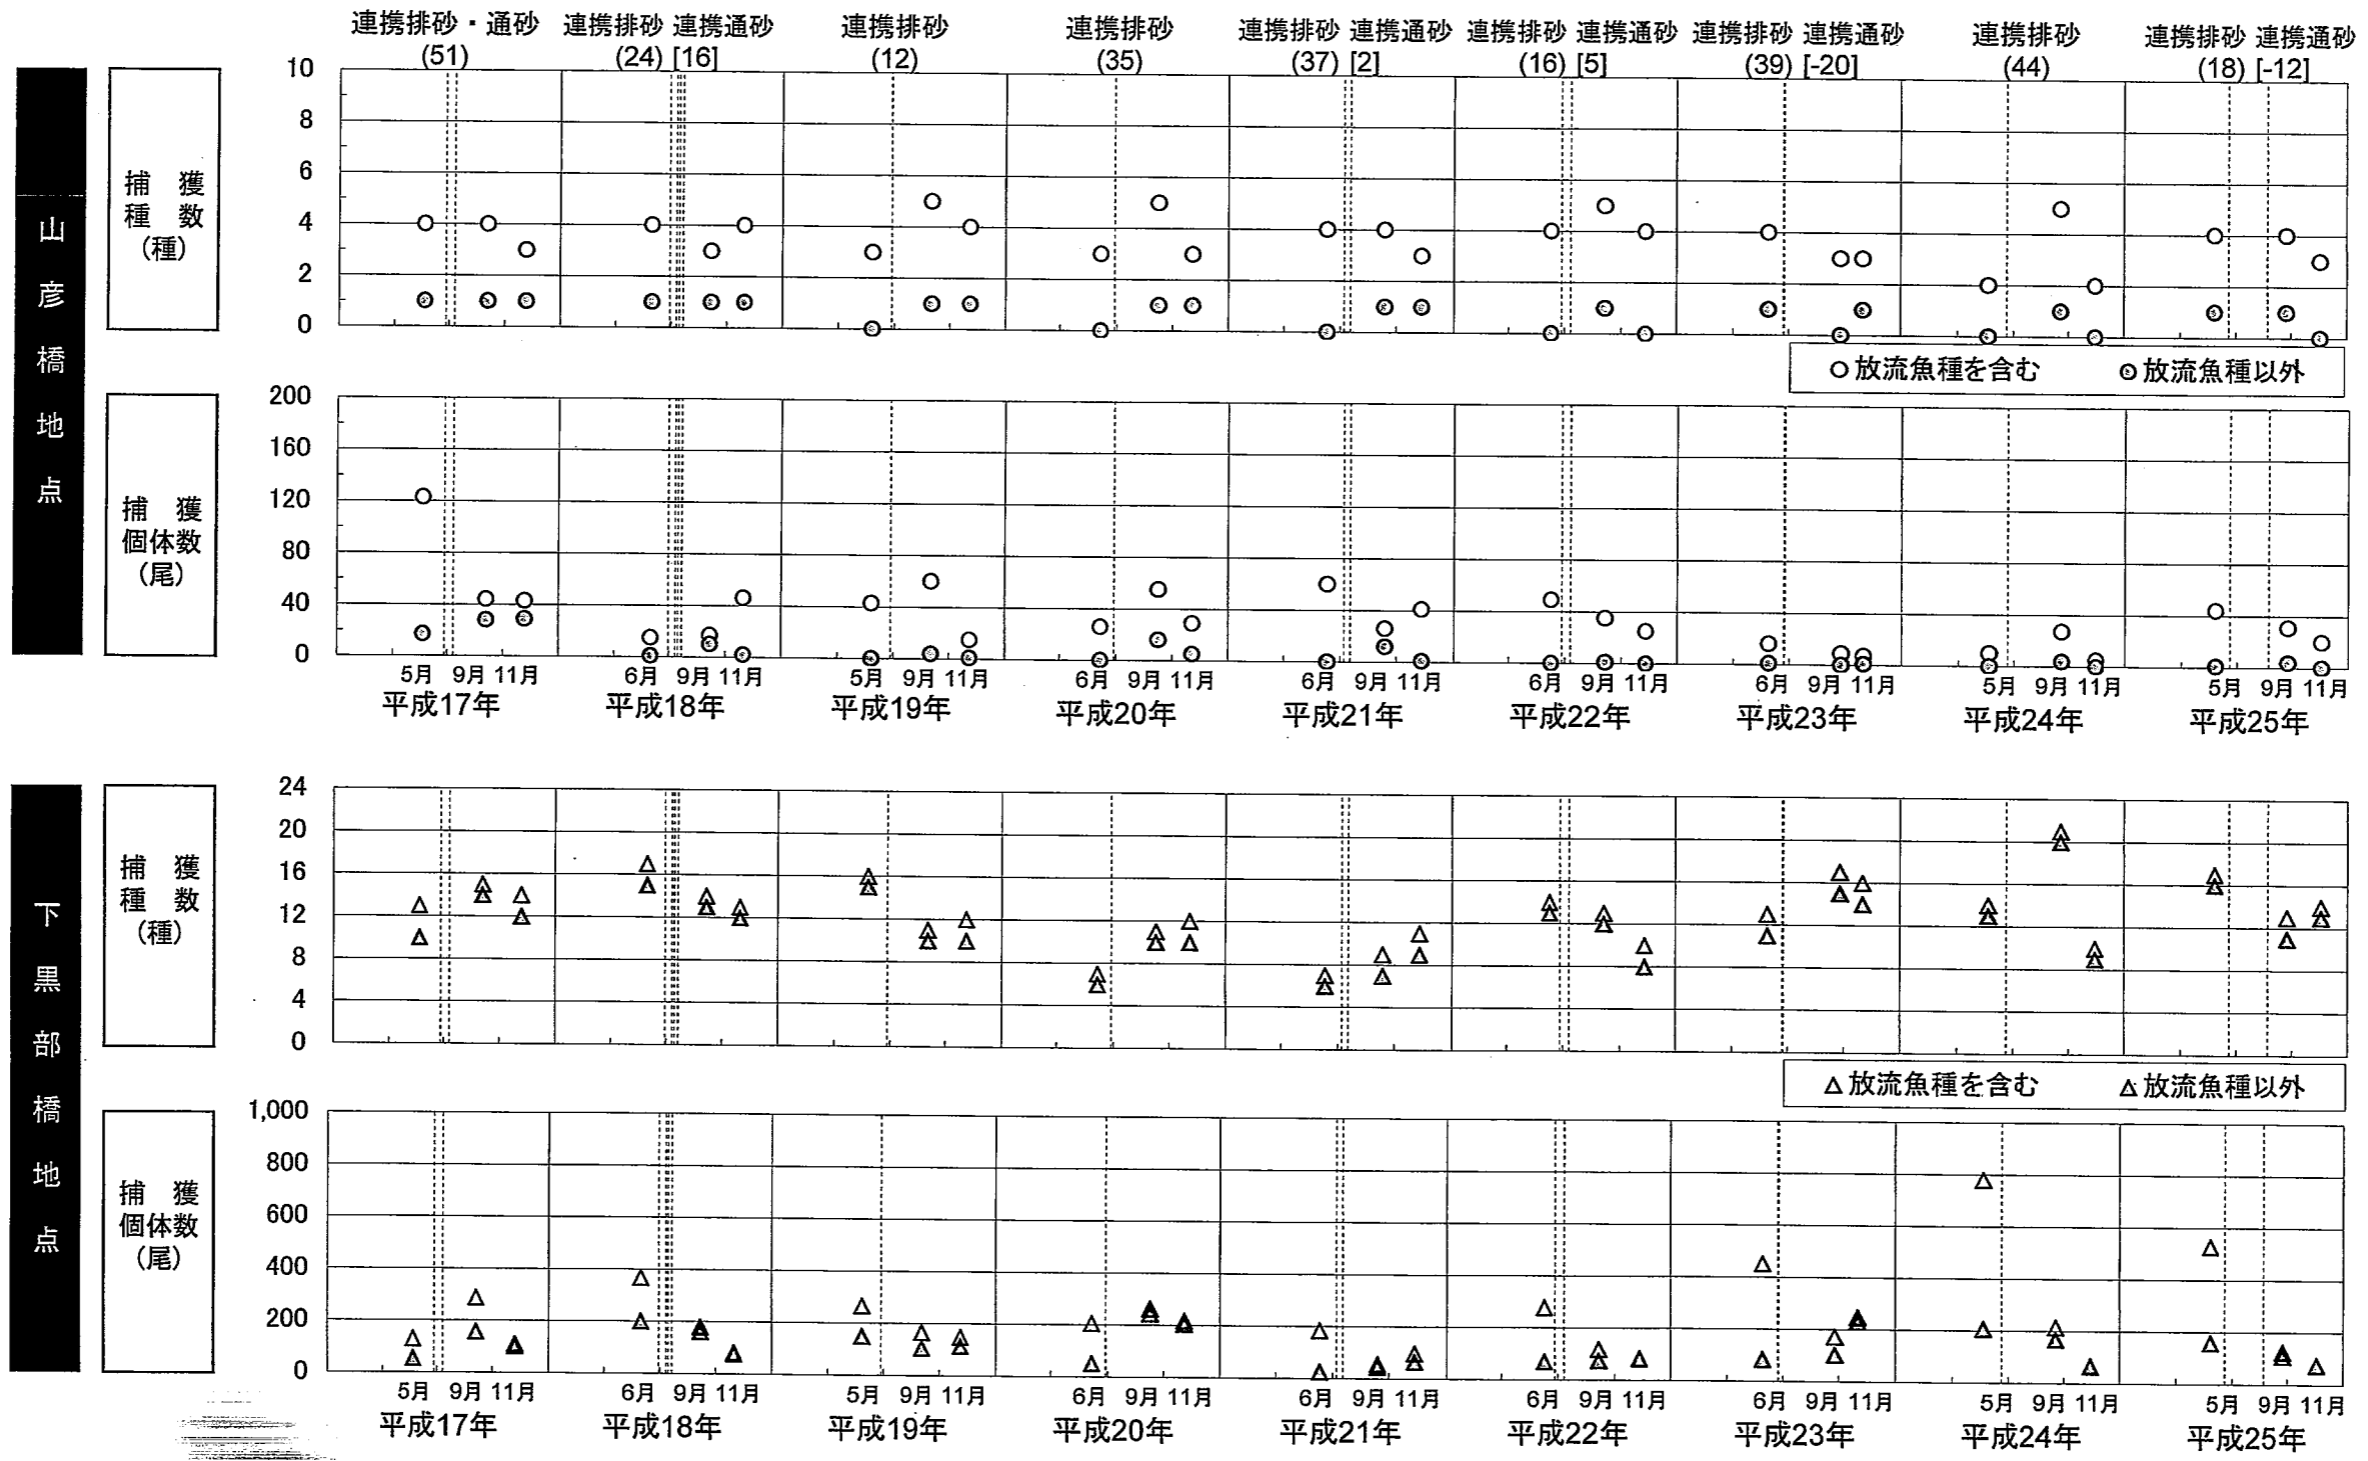 連携排砂・通砂 連携排砂 連携通砂 連携排砂 連携排砂 連携排砂 連携通砂 連携排砂 連携通砂 連携排砂 連携通砂 連携排砂 連携排砂 連携通砂
(51) (24) [16] (12) (35) (37) [2] (16) [5] (39) [-20] (44) (18) [-12]
山彦橋地点
捕獲
種数
(種)
10
8
6
4
2
0
○ 放流魚種を含む ◎ 放流魚種以外
捕獲
個体数
(尾)
200
160
120
80
40
0
5月 9月 11月 6月 9月 11月 5月 9月 11月 6月 9月 11月 6月 9月 11月 6月 9月 11月 6月 9月 11月 5月 9月 11月 5月 9月 11月
平成17年 平成18年 平成19年 平成20年 平成21年 平成22年 平成23年 平成24年 平成25年
下黒部橋地点
捕獲
種数
(種)
24
20
16
12
8
4
0
△ 放流魚種を含む △ 放流魚種以外
捕獲
個体数
(尾)
1,000
800
600
400
200
0
5月 9月 11月 6月 9月 11月 5月 9月 11月 6月 9月 11月 6月 9月 11月 6月 9月 11月 6月 9月 11月 5月 9月 11月 5月 9月 11月
平成17年 平成18年 平成19年 平成20年 平成21年 平成22年 平成23年 平成24年 平成25年